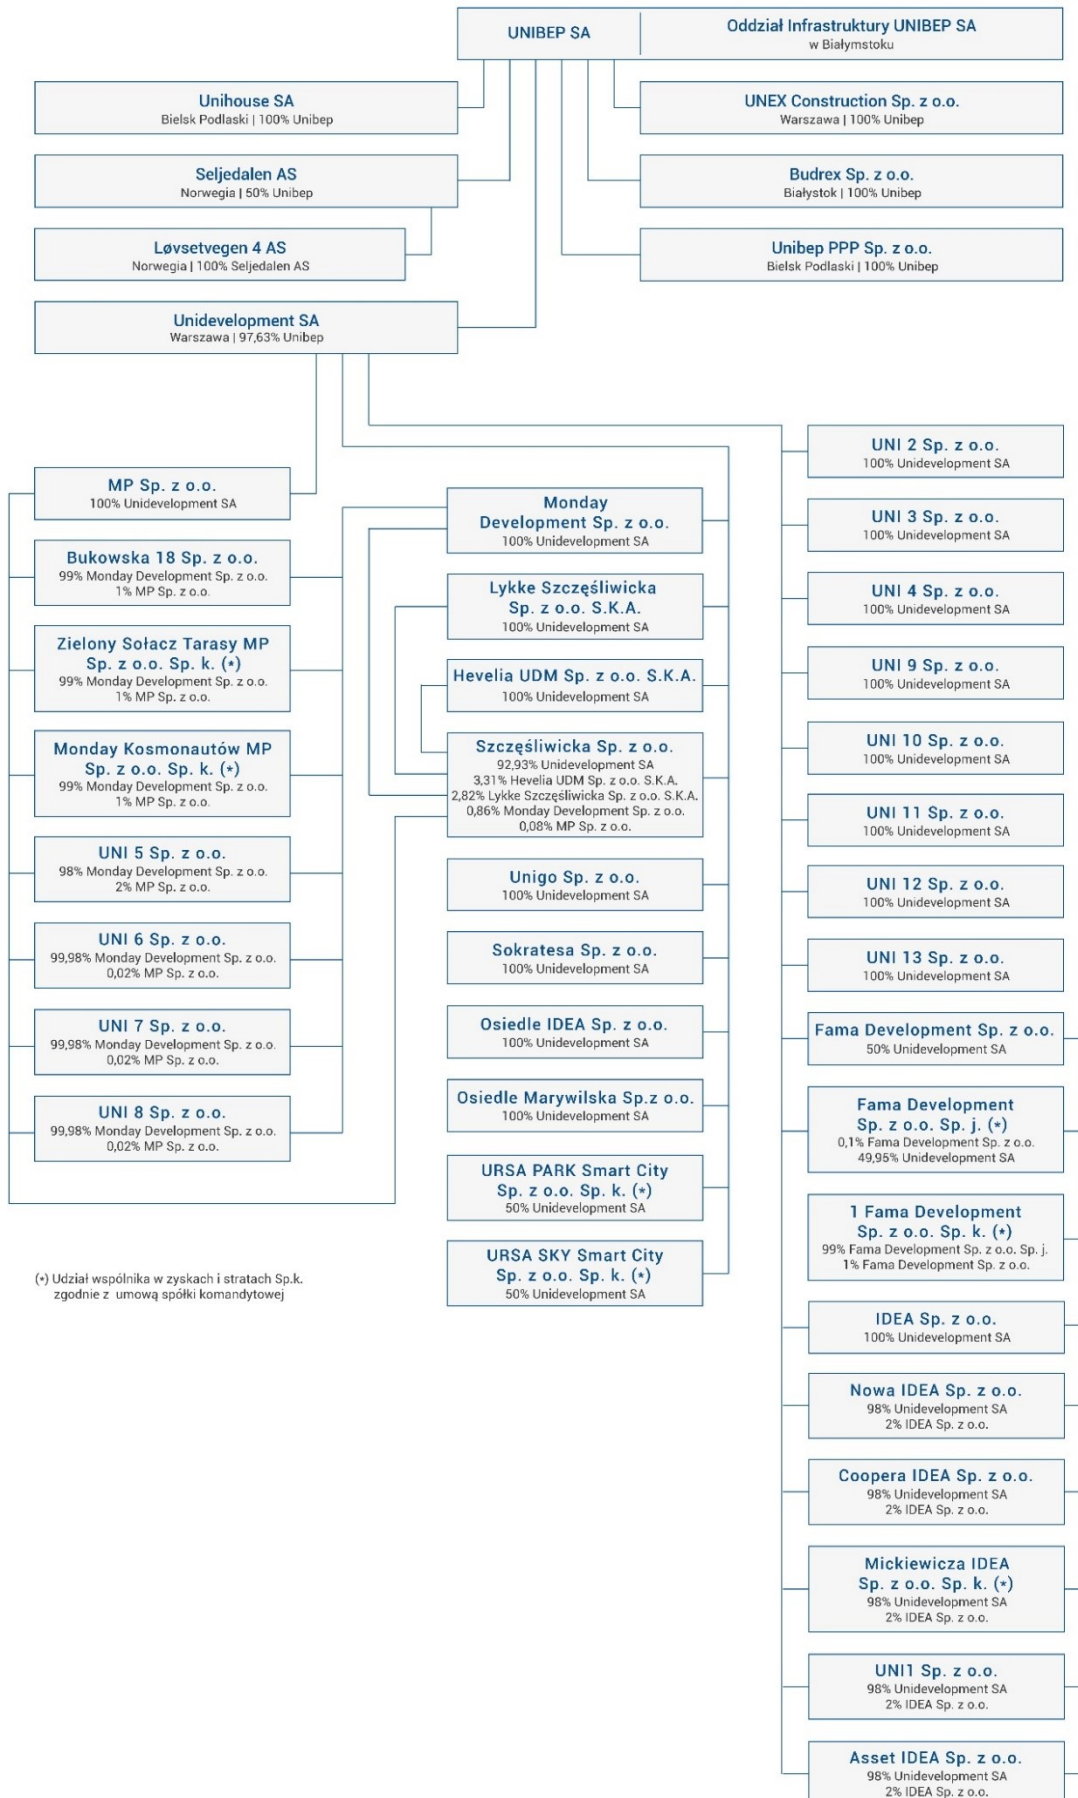 UNIBEP SA
Oddział Infrastruktury UNIBEP SA
w Białymstoku
Unihouse SA
Bielsk Podlaski | 100% Unibep
UNEX Construction Sp. z o.o.
Warszawa | 100% Unibep
Seljedalen AS
Norwegia | 50% Unibep
Budrex Sp. z o.o.
Białystok | 100% Unibep
Løvsetvegen 4 AS
Norwegia | 100% Seljedalen AS
Unibep PPP Sp. z o.o.
Bielsk Podlaski | 100% Unibep
Unidevelopment SA
Warszawa | 97,63% Unibep
MP Sp. z o.o.
100% Unidevelopment SA
Bukowska 18 Sp. z o.o.
99% Monday Development Sp. z o.o.
1% MP Sp. z o.o.
Zielony Sołacz Tarasy MP
Sp. z o.o. Sp. k. (*)
99% Monday Development Sp. z o.o.
1% MP Sp. z o.o.
Monday Kosmonautów MP
Sp. z o.o. Sp. k. (*)
99% Monday Development Sp. z o.o.
1% MP Sp. z o.o.
UNI 5 Sp. z o.o.
98% Monday Development Sp. z o.o.
2% MP Sp. z o.o.
UNI 6 Sp. z o.o.
99,98% Monday Development Sp. z o.o.
0,02% MP Sp. z o.o.
UNI 7 Sp. z o.o.
99,98% Monday Development Sp. z o.o.
0,02% MP Sp. z o.o.
UNI 8 Sp. z o.o.
99,98% Monday Development Sp. z o.o.
0,02% MP Sp. z o.o.
(*) Udział wspólnika w zyskach i stratach Sp.k.
zgodnie z umową spółki komandytowej
Monday
Development Sp. z o.o.
100% Unidevelopment SA
Lykke Szczęśliwicka
Sp. z o.o. S.K.A.
100% Unidevelopment SA
Hevelia UDM Sp. z o.o. S.K.A.
100% Unidevelopment SA
Szczęśliwicka Sp. z o.o.
92,93% Unidevelopment SA
3,31% Hevelia UDM Sp. z o.o. S.K.A.
2,82% Lykke Szczęśliwicka Sp. z o.o. S.K.A.
0,86% Monday Development Sp. z o.o.
0,08% MP Sp. z o.o.
Unigo Sp. z o.o.
100% Unidevelopment SA
Sokratesa Sp. z o.o.
100% Unidevelopment SA
Osiedle IDEA Sp. z o.o.
100% Unidevelopment SA
Osiedle Marywilska Sp.z o.o.
100% Unidevelopment SA
URSA PARK Smart City
Sp. z o.o. Sp. k. (*)
50% Unidevelopment SA
URSA SKY Smart City
Sp. z o.o. Sp. k. (*)
50% Unidevelopment SA
UNI 2 Sp. z o.o.
100% Unidevelopment SA
UNI 3 Sp. z o.o.
100% Unidevelopment SA
UNI 4 Sp. z o.o.
100% Unidevelopment SA
UNI 9 Sp. z o.o.
100% Unidevelopment SA
UNI 10 Sp. z o.o.
100% Unidevelopment SA
UNI 11 Sp. z o.o.
100% Unidevelopment SA
UNI 12 Sp. z o.o.
100% Unidevelopment SA
UNI 13 Sp. z o.o.
100% Unidevelopment SA
Fama Development Sp. z o.o.
50% Unidevelopment SA
Fama Development
Sp. z o.o. Sp. j. (*)
0,1% Fama Development Sp. z o.o.
49,95% Unidevelopment SA
1 Fama Development
Sp. z o.o. Sp. k. (*)
99% Fama Development Sp. z o.o. Sp. j.
1% Fama Development Sp. z o.o.
IDEA Sp. z o.o.
100% Unidevelopment SA
Nowa IDEA Sp. z o.o.
98% Unidevelopment SA
2% IDEA Sp. z o.o.
Coopera IDEA Sp. z o.o.
98% Unidevelopment SA
2% IDEA Sp. z o.o.
Mickiewicza IDEA
Sp. z o.o. Sp. k. (*)
98% Unidevelopment SA
2% IDEA Sp. z o.o.
UNI1 Sp. z o.o.
98% Unidevelopment SA
2% IDEA Sp. z o.o.
Asset IDEA Sp. z o.o.
98% Unidevelopment SA
2% IDEA Sp. z o.o.